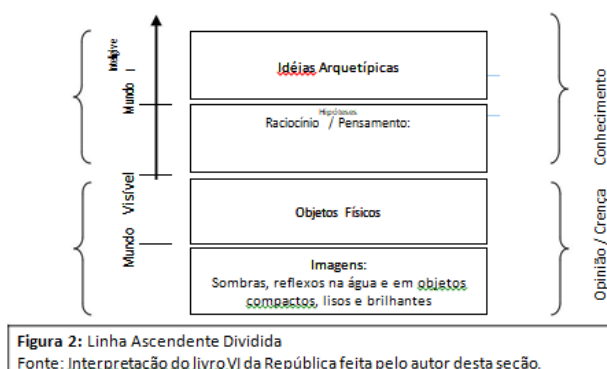 Mundo Inteligíve l
Idéias Arquetípicas
Hipóteses
Raciocínio / Pensamento:
Conhecimento
Mundo Visível
Objetos Físicos
Imagens:
Sombras, reflexos na água e em objetos
compactos, lisos e brilhantes
Opinião / Crença
Figura 2: Linha Ascendente Dividida
Fonte: Interpretação do livro VI da República feita pelo autor desta seção.